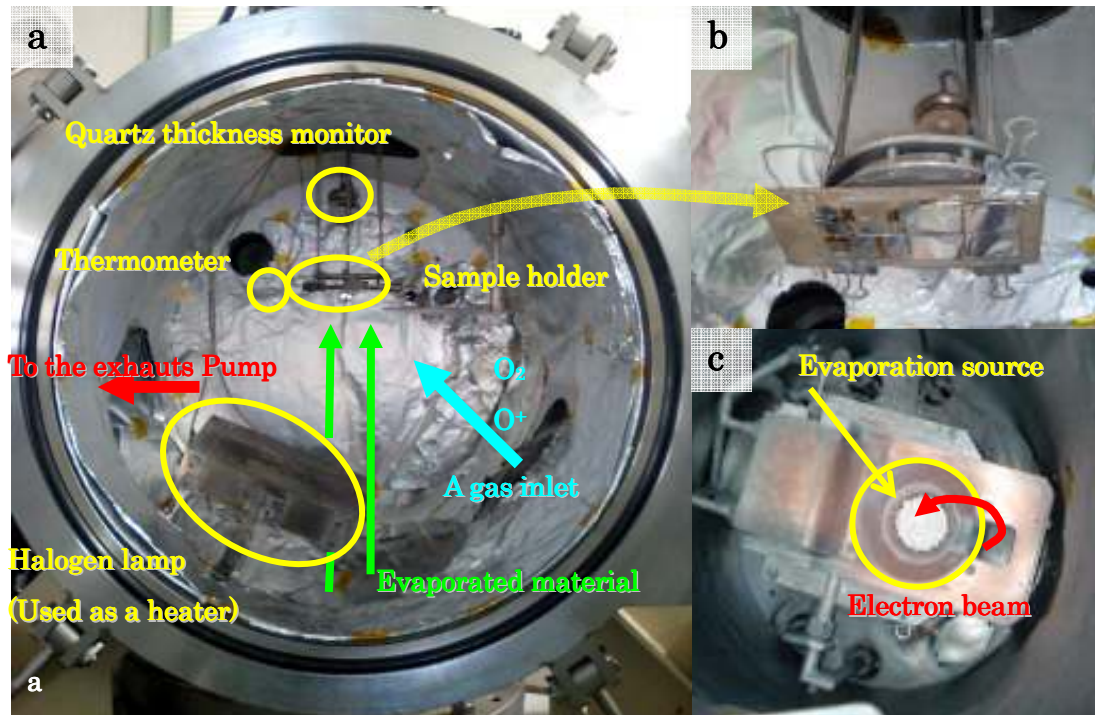 a
Quartz thickness monitor
Thermometer
Sample holder
To the exhauts Pump
O₂
O⁺
A gas inlet
Halogen lamp
(Used as a heater)
Evaporated material
a
b
c
Evaporation source
Electron beam